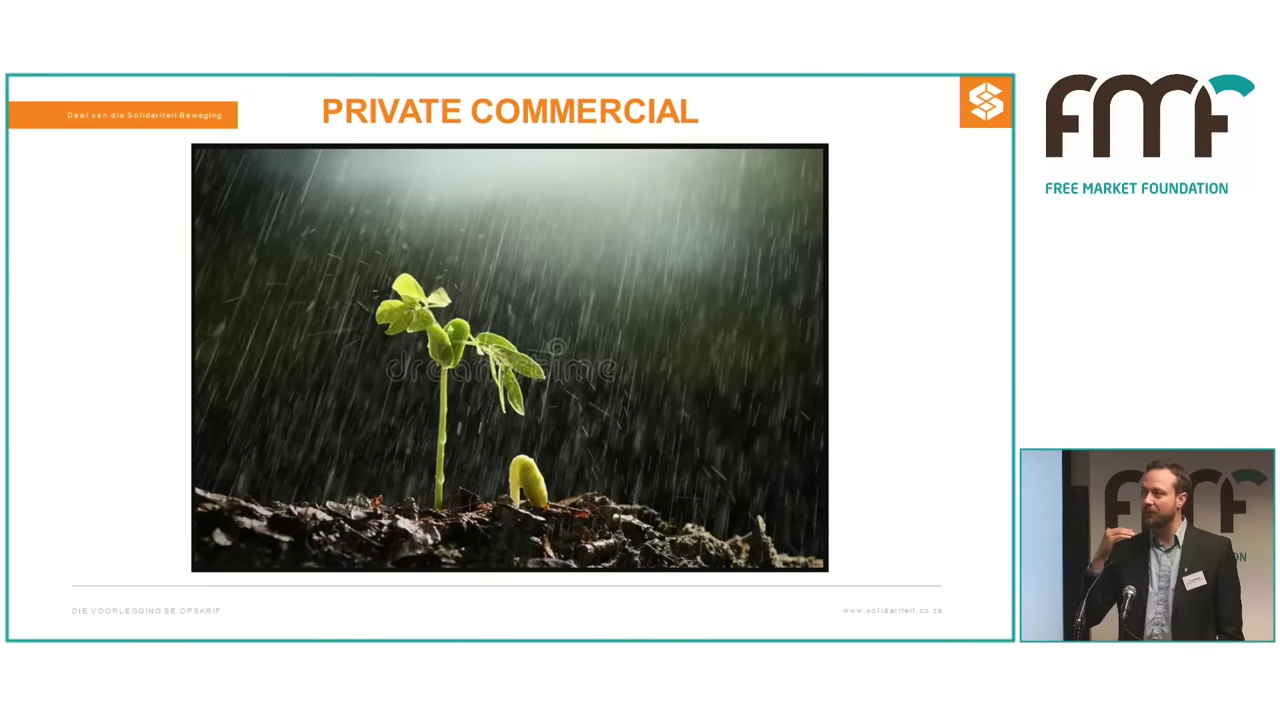 Deel van die Solidariteit Beweging
PRIVATE COMMERCIAL
dreamstime
DIE VOORLEGGING SE OPSKRIF
www.solidariteit.co.za
FMF
FREE MARKET FOUNDATION